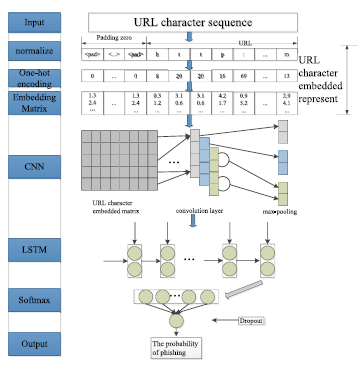 Input
URL character sequence
Padding zero
URL
normalize
<pad> <...> <pad> h t t p : ... m
One-hot encoding
0 ... 0 8 20 20 16 69 ... 13
Embedding Matrix
1.3 ... 1.3 0.3 3.1 3.1 4.2 0.9 ... 2.9
2.4 2.4 1.2 0.6 0.6 1.7 5.2 4.1
... ... ... ... ... ... ... ...
URL
character
embedded
represent
CNN
...
URL character
embedded matrix
convolution layer
max-pooling
LSTM
...
Softmax
...
Dropout
Output
The probability
of phishing